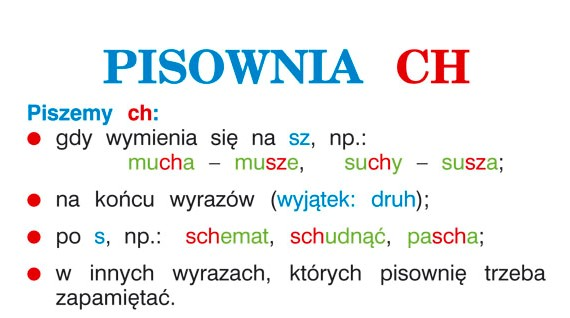 PISOWNIA CH
Piszemy ch:
● gdy wymienia się na sz, np.:
mucha – musze, suchy – susza;
● na końcu wyrazów (wyjątek: druh);
● po s, np.: schemat, schudnąć, pascha;
● w innych wyrazach, których pisownię trzeba
zapamiętać.